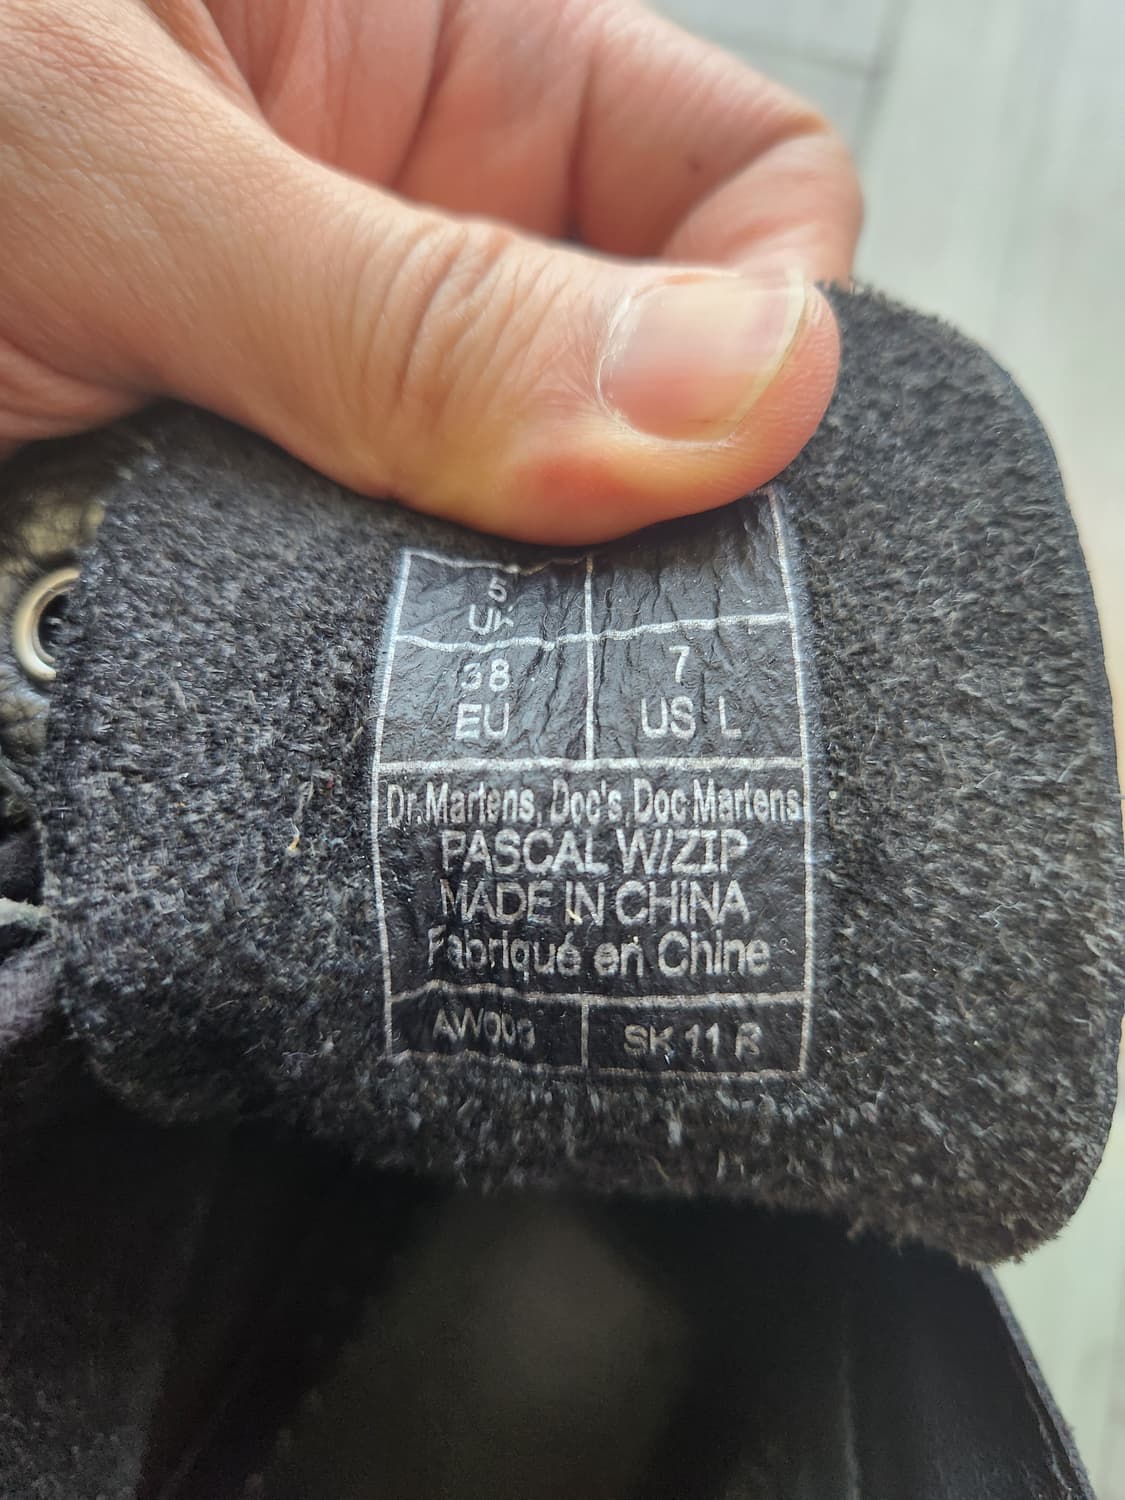 5
UK
38
EU
7
US L
Dr.Martens, Doc's, Doc Martens
PASCAL W/ZIP
MADE IN CHINA
Fabriqué en Chine
SK 11 R